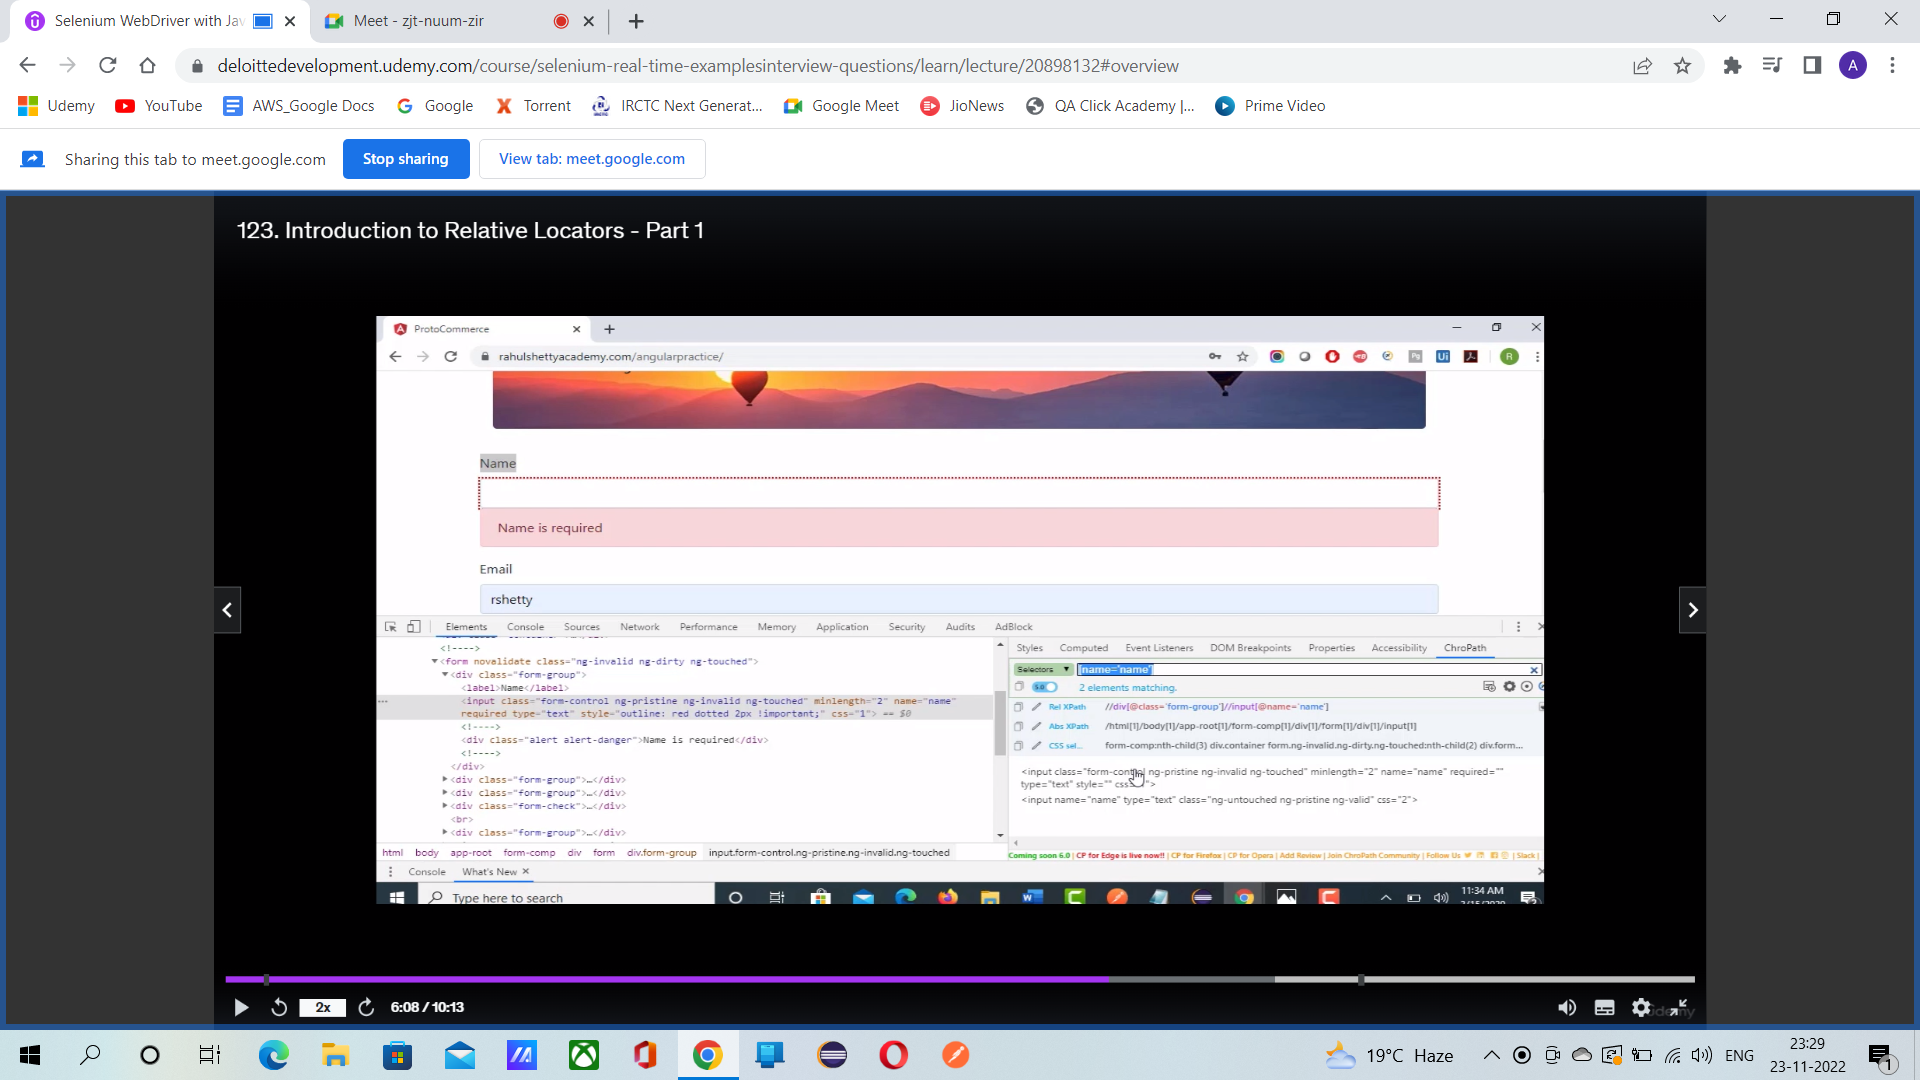 Selenium WebDriver with Jav
Meet - zjt-nuum-zir
deloittedevelopment.udemy.com/course/selenium-real-time-examplesinterview-questions/learn/lecture/20898132#overview
A
Udemy
YouTube
AWS_Google Docs
Google
Torrent
IRCTC Next Generat...
Google Meet
JioNews
QA Click Academy |...
Prime Video
Sharing this tab to meet.google.com
Stop sharing
View tab: meet.google.com
123. Introduction to Relative Locators - Part 1
ProtoCommerce
rahulshettyacademy.com/angularpractice/
R
Name
Name is required
Email
rshetty
Elements Console Sources Network Performance Memory Application Security Audits AdBlock
<!---->
<form novalidate class="ng-invalid ng-dirty ng-touched">
<div class="form-group">
<label>Name</label>
<input class="form-control ng-pristine ng-invalid ng-touched" minlength="2" name="name"
required type="text" style="outline: red dotted 2px !important;" css="1"> == $0
<!---->
<div class="alert alert-danger">Name is required</div>
<!---->
</div>
<div class="form-group">…</div>
<div class="form-group">…</div>
<div class="form-check">…</div>
<br>
<div class="form-group">…</div>
html body app-root form-comp div form div.form-group input.form-control.ng-pristine.ng-invalid.ng-touched
Styles Computed Event Listeners DOM Breakpoints Properties Accessibility ChroPath
Selectors
[name='name']
2 elements matching.
Rel XPath //div[@class='form-group']//input[@name='name']
Abs XPath /html[1]/body[1]/app-root[1]/form-comp[1]/div[1]/form[1]/div[1]/input[1]
CSS sel... form-comp:nth-child(3) div.container form.ng-invalid.ng-dirty.ng-touched:nth-child(2) div.form...
<input class="form-control ng-pristine ng-invalid ng-touched" minlength="2" name="name" required=""
type="text" style="" css
<input name="name" type="text" class="ng-untouched ng-pristine ng-valid" css="2">
Coming soon 6.0 | CP for Edge is live now!! | CP for Firefox | CP for Opera | Add Review | Join ChroPath Community | Follow Us | Slack |
Console What's New
Type here to search
11:34 AM
2x
6:08 / 10:13
19°C Haze
ENG
23:29
23-11-2022
1